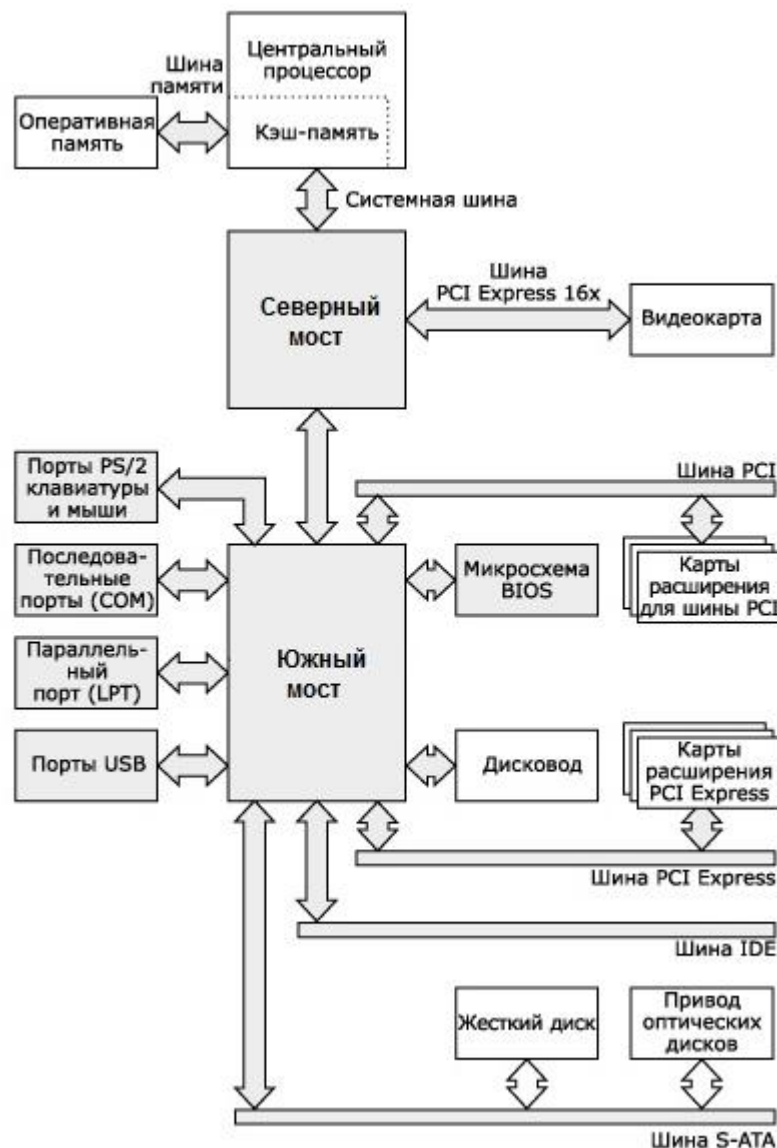 Центральный
процессор
Шина
памяти
Оперативная
память
Кэш-память
Системная шина
Северный
мост
Шина
PCI Express 16x
Видеокарта
Порты PS/2
клавиатуры
и мыши
Шина PCI
Последова-
тельные
порты (COM)
Микросхема
BIOS
Карты
расширения
для шины PCI
Параллель-
ный
порт (LPT)
Южный
мост
Порты USB
Дисковод
Карты
расширения
PCI Express
Шина PCI Express
Шина IDE
Жесткий диск
Привод
оптических
дисков
Шина S-ATA